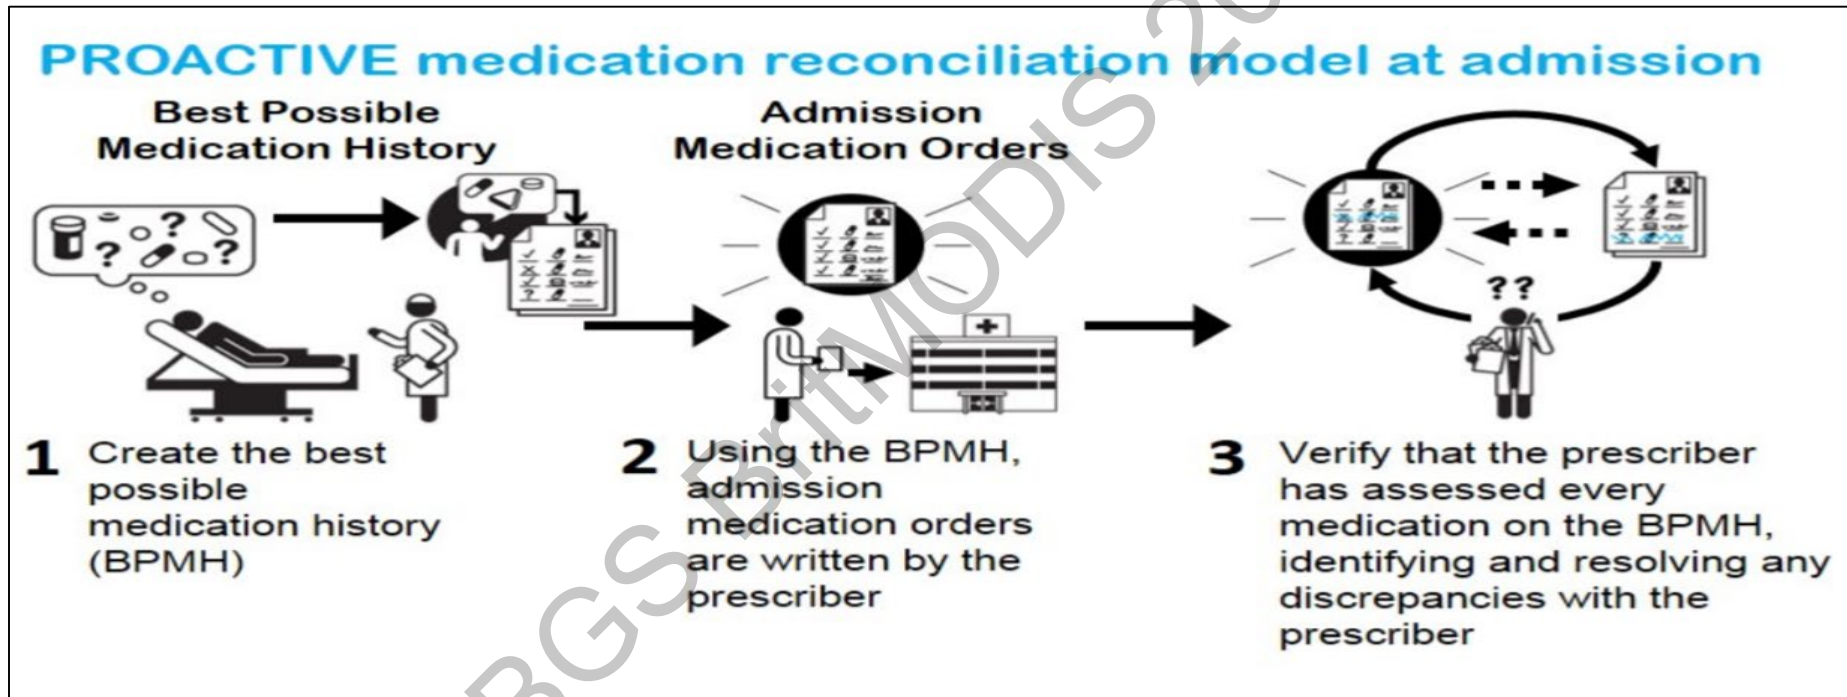 PROACTIVE medication reconciliation model at admission
Best Possible
Medication History
Admission
Medication Orders
? ? ?
??
1 Create the best
possible
medication history
(BPMH)
2 Using the BPMH,
admission
medication orders
are written by the
prescriber
3 Verify that the prescriber
has assessed every
medication on the BPMH,
identifying and resolving any
discrepancies with the
prescriber
BGS BritMODIS